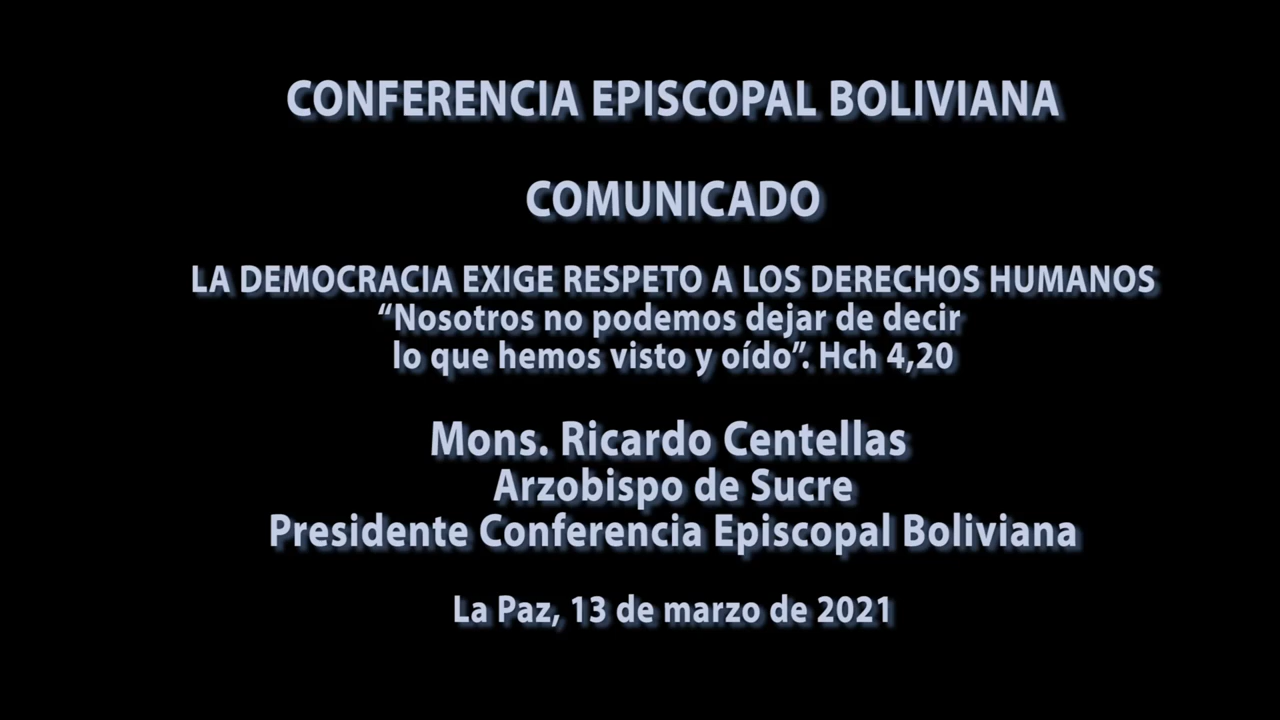 CONFERENCIA EPISCOPAL BOLIVIANA
COMUNICADO
LA DEMOCRACIA EXIGE RESPETO A LOS DERECHOS HUMANOS
“Nosotros no podemos dejar de decir
lo que hemos visto y oído”. Hch 4,20
Mons. Ricardo Centellas
Arzobispo de Sucre
Presidente Conferencia Episcopal Boliviana
La Paz, 13 de marzo de 2021